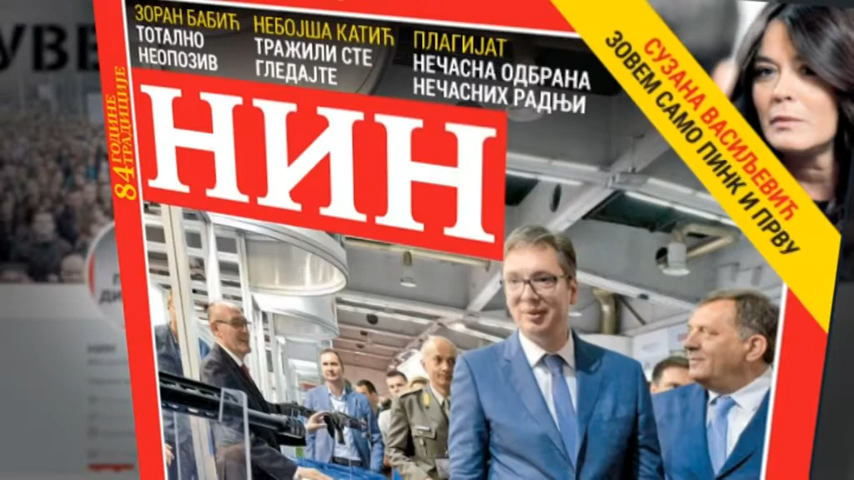 ЗОРАН БАБИЋ
ТОТАЛНО
НЕОПОЗИВ
НЕБОЈША КАТИЋ
ТРАЖИЛИ СТЕ
ГЛЕДАЈТЕ
ПЛАГИЈАТ
НЕЧАСНА ОДБРАНА
НЕЧАСНИХ РАДЊИ
СУЗАНА ВАСИЉЕВИЋ
ЗОВЕМ САМО ПИНК И ПРВУ
84 ГОДИНЕ
ТРАДИЦИЈЕ
НИН